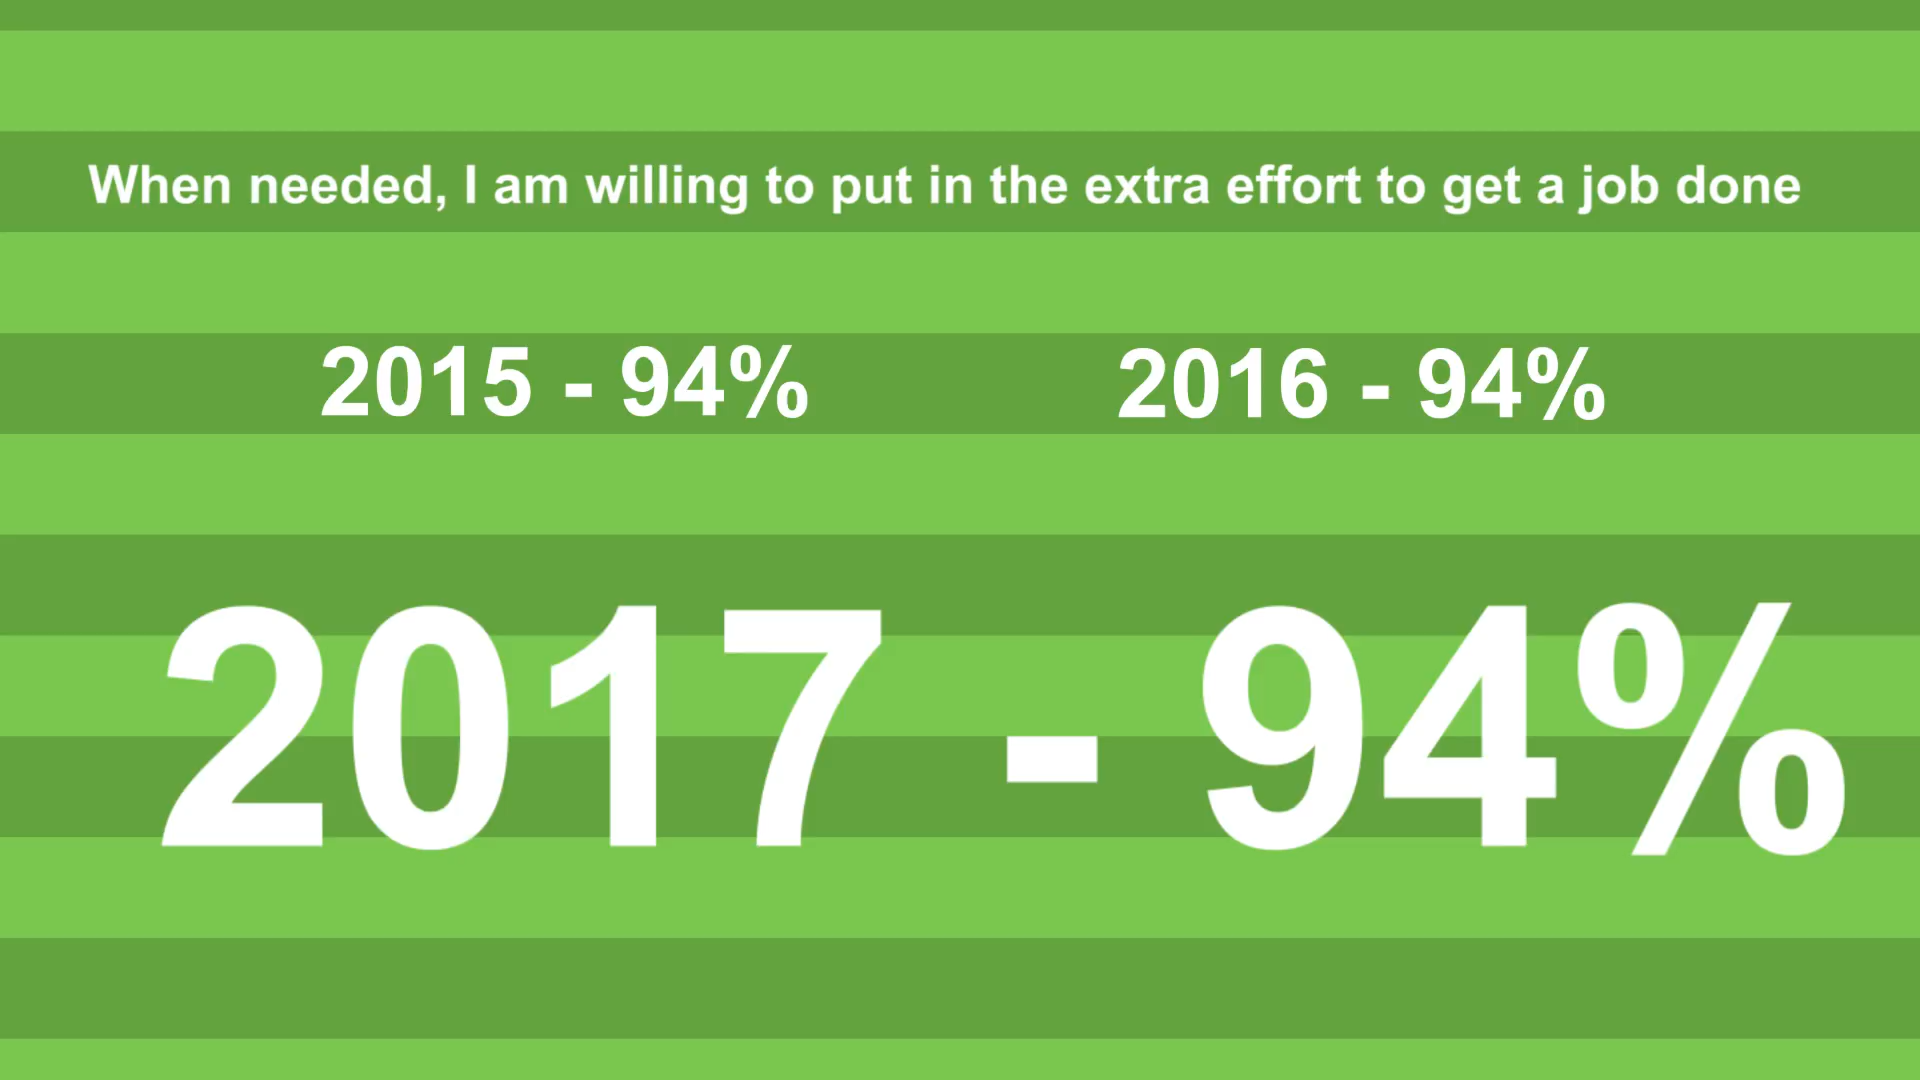 When needed, I am willing to put in the extra effort to get a job done
2015 - 94% 2016 - 94%
2017 - 94%